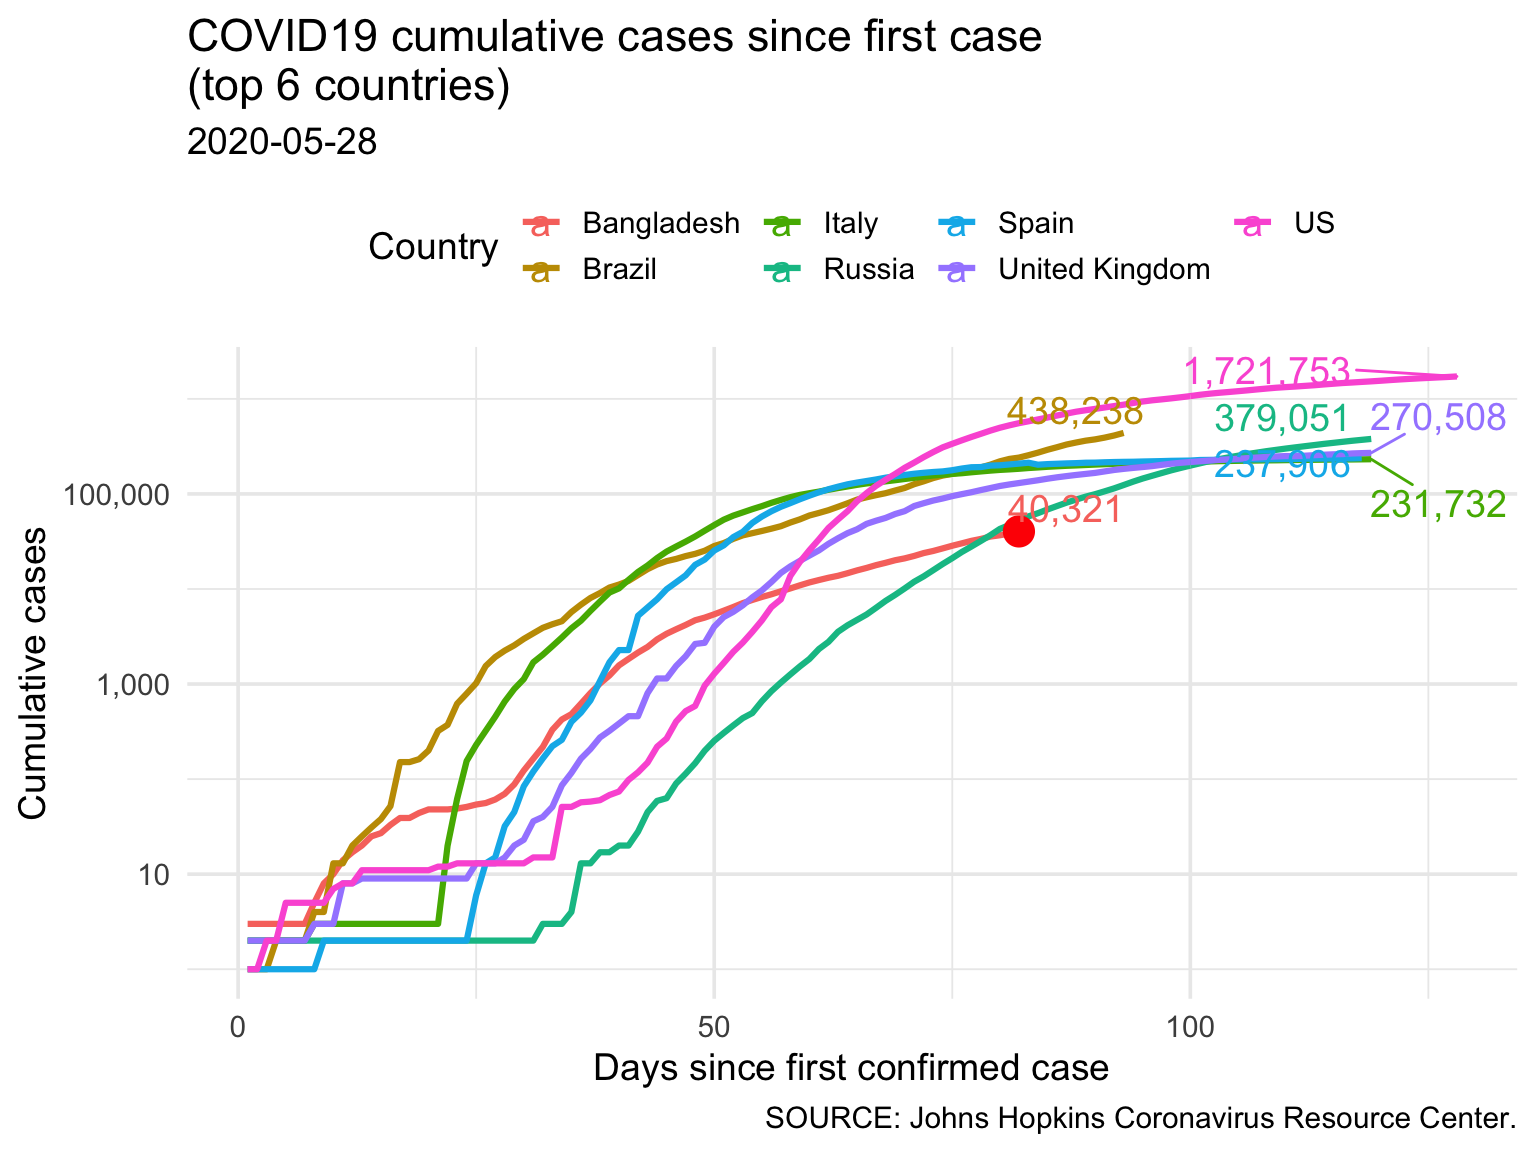 COVID19 cumulative cases since first case
(top 6 countries)
2020-05-28
Country
a Bangladesh a Italy a Spain a US
a Brazil a Russia a United Kingdom
1,721,753
438,238
379,051
270,508
237,906
231,732
40,321
100,000
1,000
10
Cumulative cases
0 50 100
Days since first confirmed case
SOURCE: Johns Hopkins Coronavirus Resource Center.